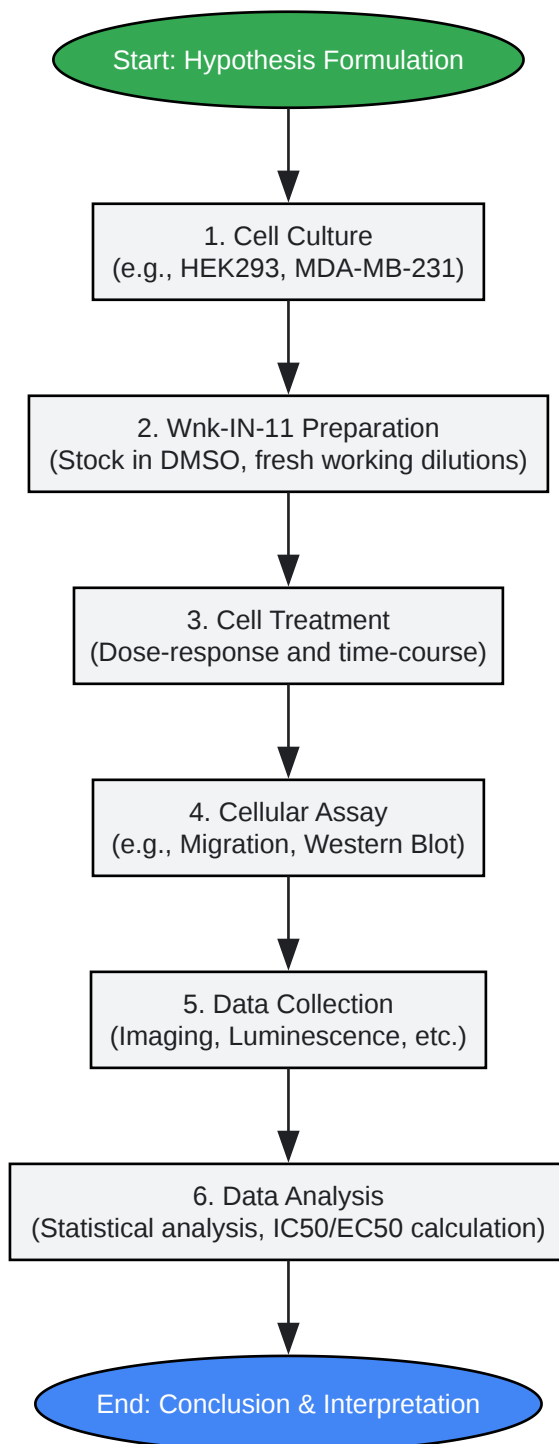 Start: Hypothesis Formulation
1. Cell Culture
(e.g., HEK293, MDA-MB-231)
2. Wnk-IN-11 Preparation
(Stock in DMSO, fresh working dilutions)
3. Cell Treatment
(Dose-response and time-course)
4. Cellular Assay
(e.g., Migration, Western Blot)
5. Data Collection
(Imaging, Luminescence, etc.)
6. Data Analysis
(Statistical analysis, IC50/EC50 calculation)
End: Conclusion & Interpretation